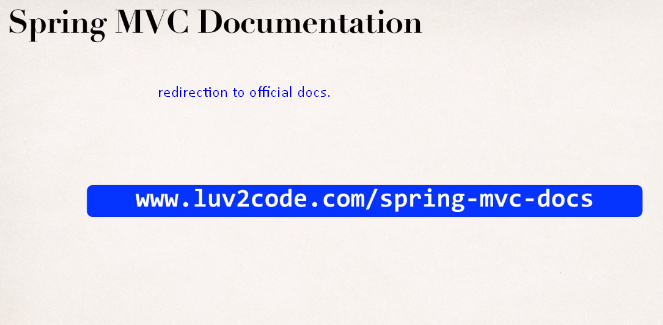 Spring MVC Documentation
redirection to official docs.
www.luv2code.com/spring-mvc-docs